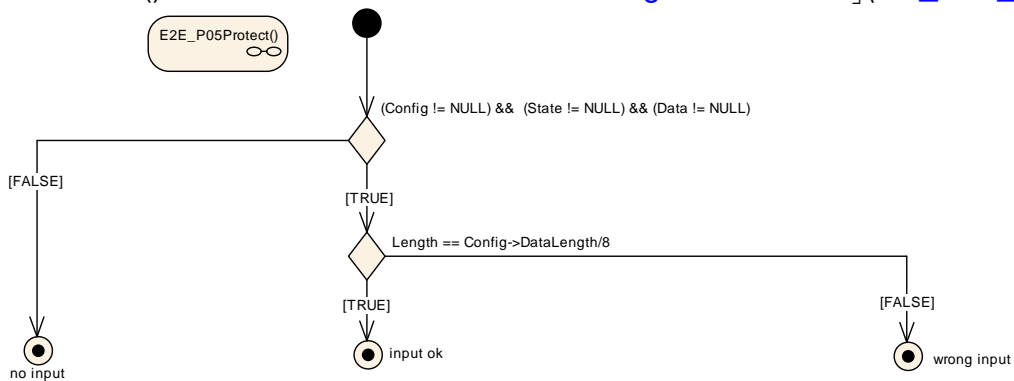 E2E_P05Protect()
(Config != NULL) && (State != NULL) && (Data != NULL)
[FALSE]
[TRUE]
Length == Config->DataLength/8
[TRUE]
[FALSE]
no input
input ok
wrong input